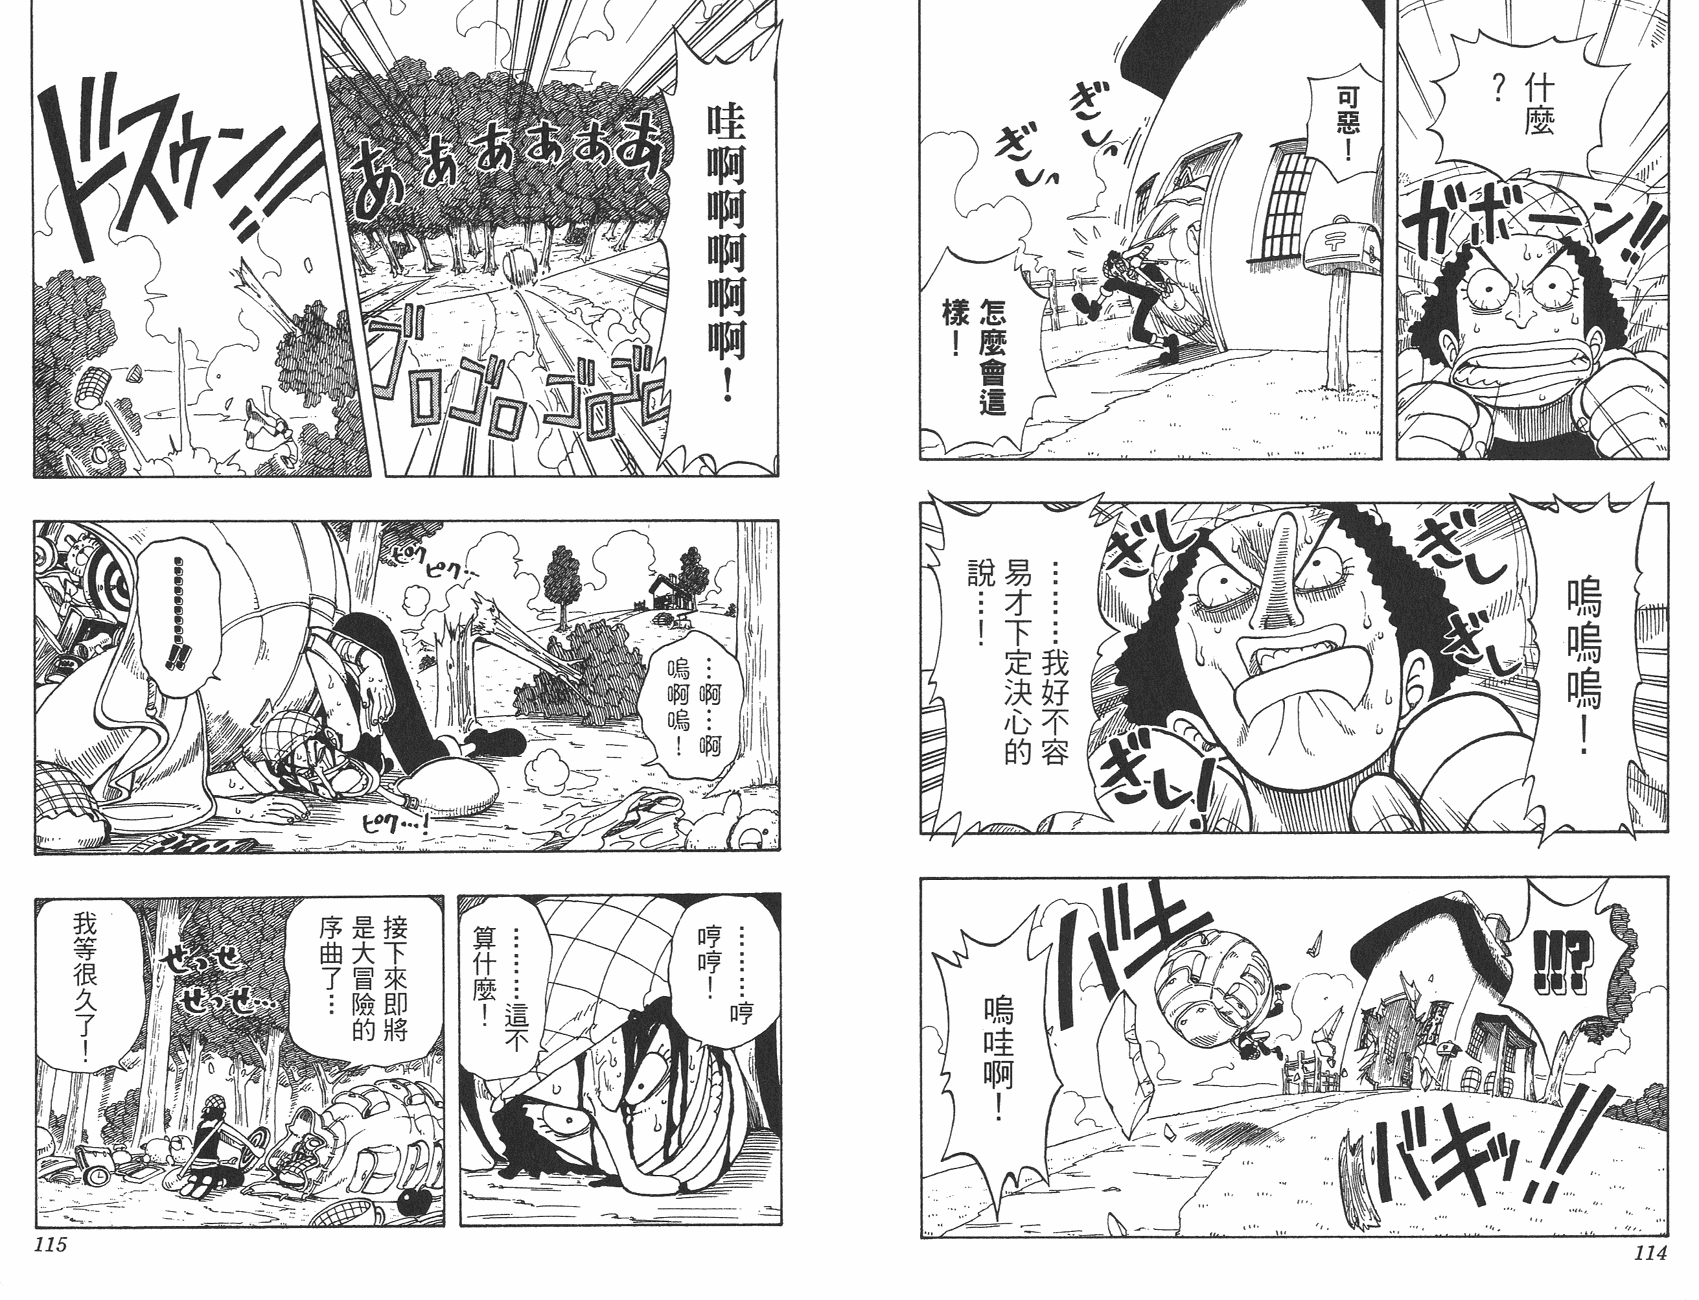 什麼
？
ガボーン!!
可惡！
ぎしっ
ぎしっ
怎麼會這
樣！
嗚嗚嗚！
ぎしっ
ぎしっ
ぎしっ
ぎしっ！
………我好不容
易才下定決心的
說…！
!!!?
バキッ!!
バキ
嗚哇啊！
114
哇啊啊啊啊啊！
あぁぁぁぁぁ
ゴロゴロゴロゴロ
ドスゥン!!
…啊…啊
嗚啊嗚！
ピクピク…
ピク…！
…………!!
………哼
哼！
………這不
算什麼！
接下來即將
是大冒險的
序曲了…
せっせ
せっせ…
我等很久了！
115